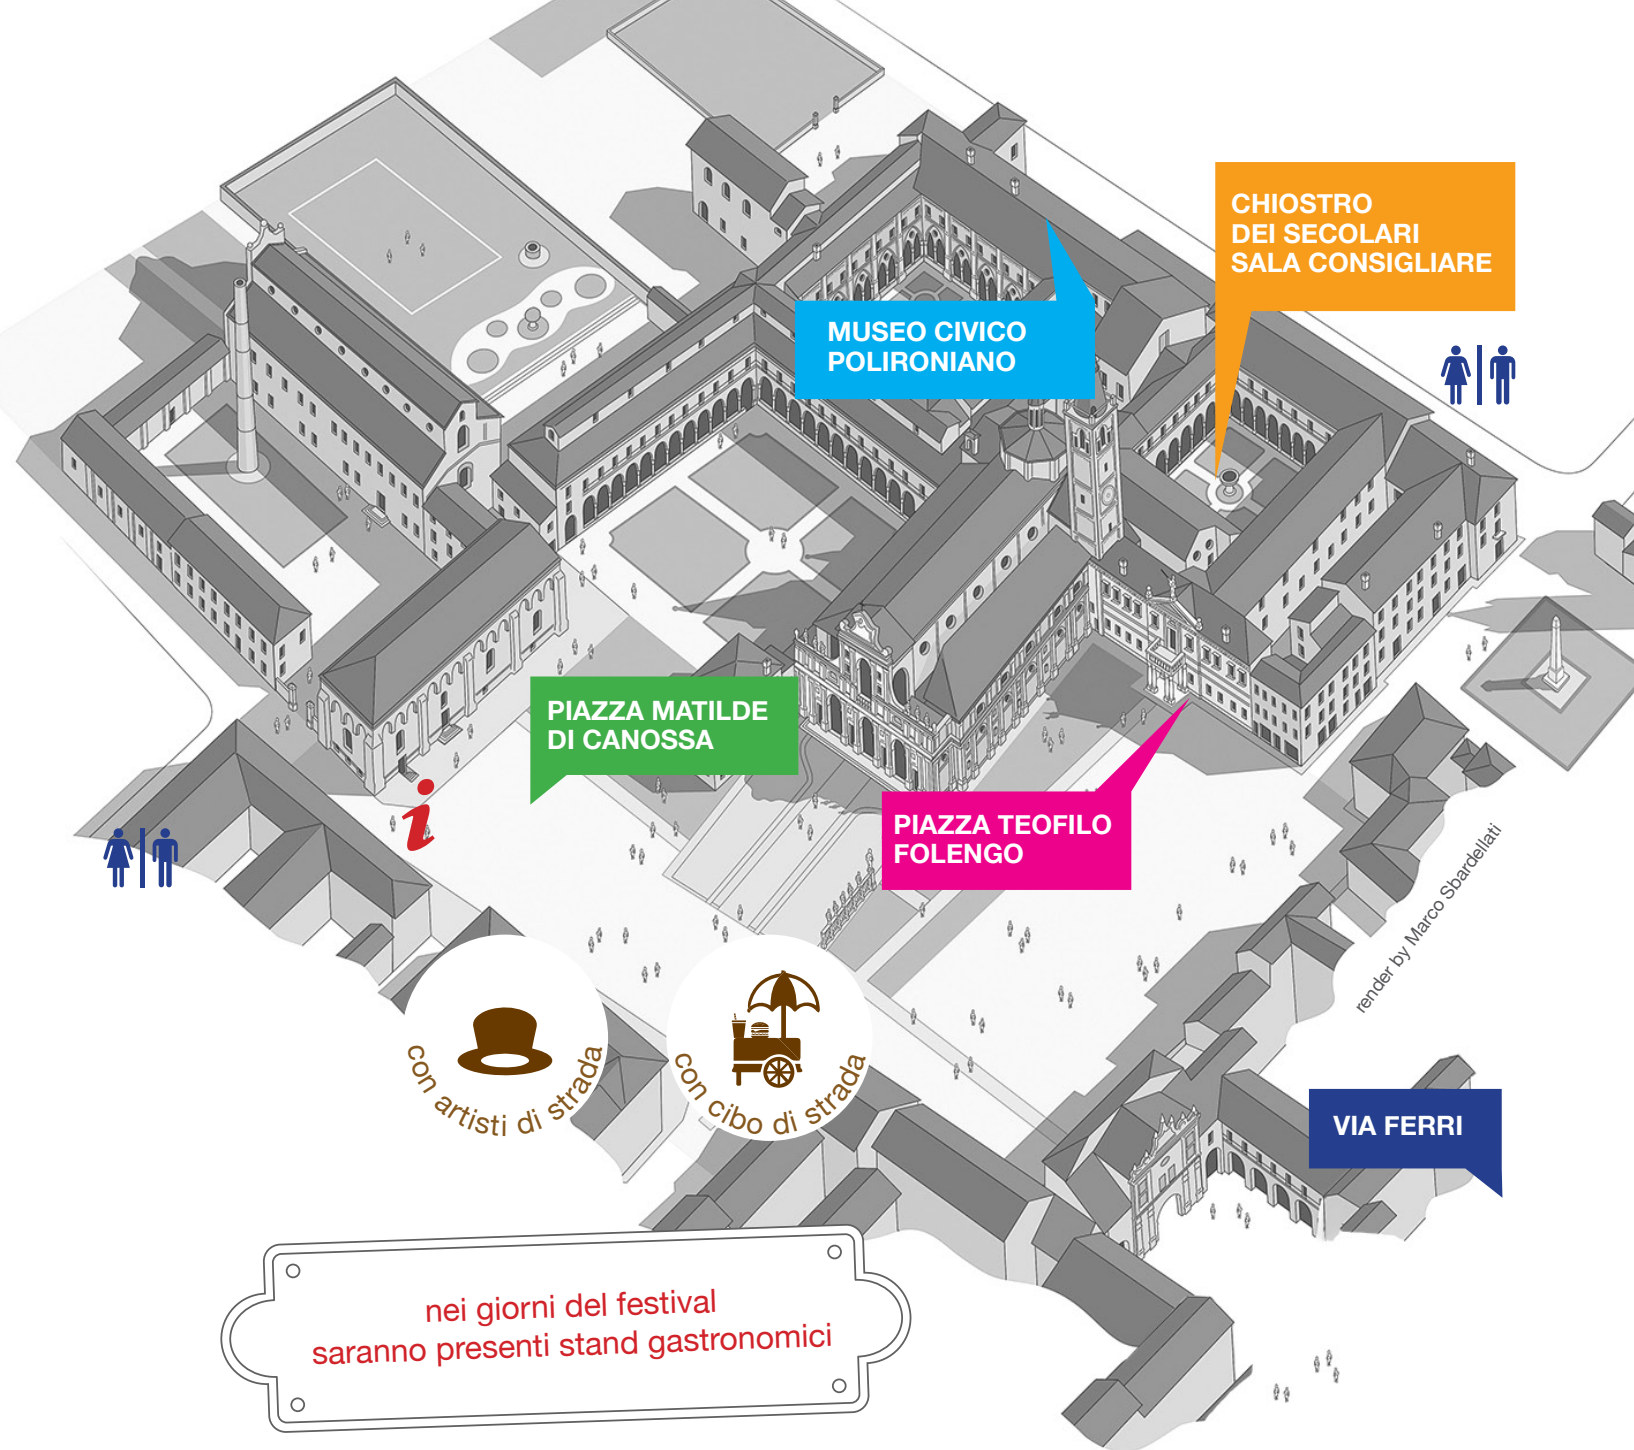 CHIOSTRO
DEI SECOLARI
SALA CONSIGLIARE
MUSEO CIVICO
POLIRONIANO
PIAZZA MATILDE
DI CANOSSA
i
PIAZZA TEOFILO
FOLENGO
render by Marco Sbardellati
con artisti di strada
con cibo di strada
VIA FERRI
nei giorni del festival
saranno presenti stand gastronomici